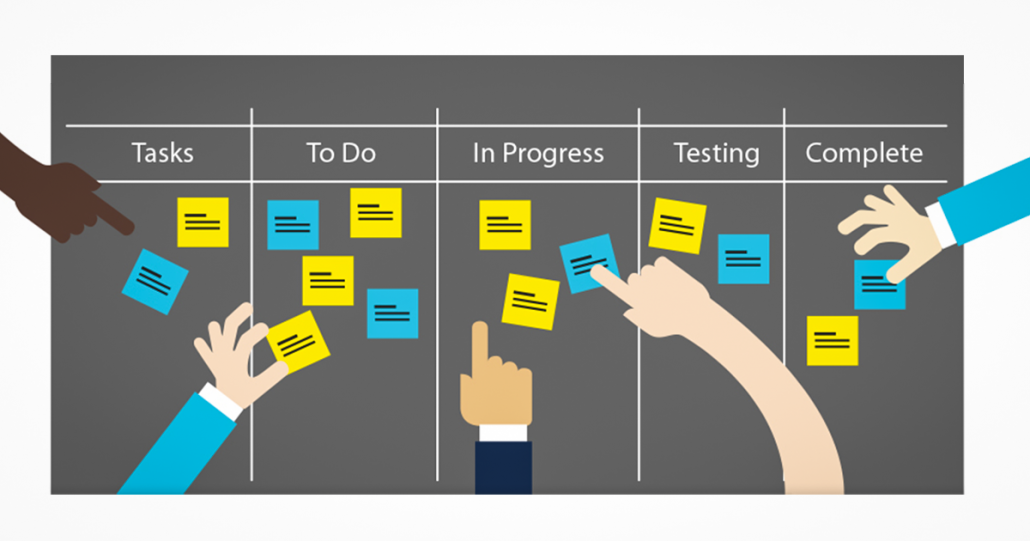 Tasks
To Do
In Progress
Testing
Complete